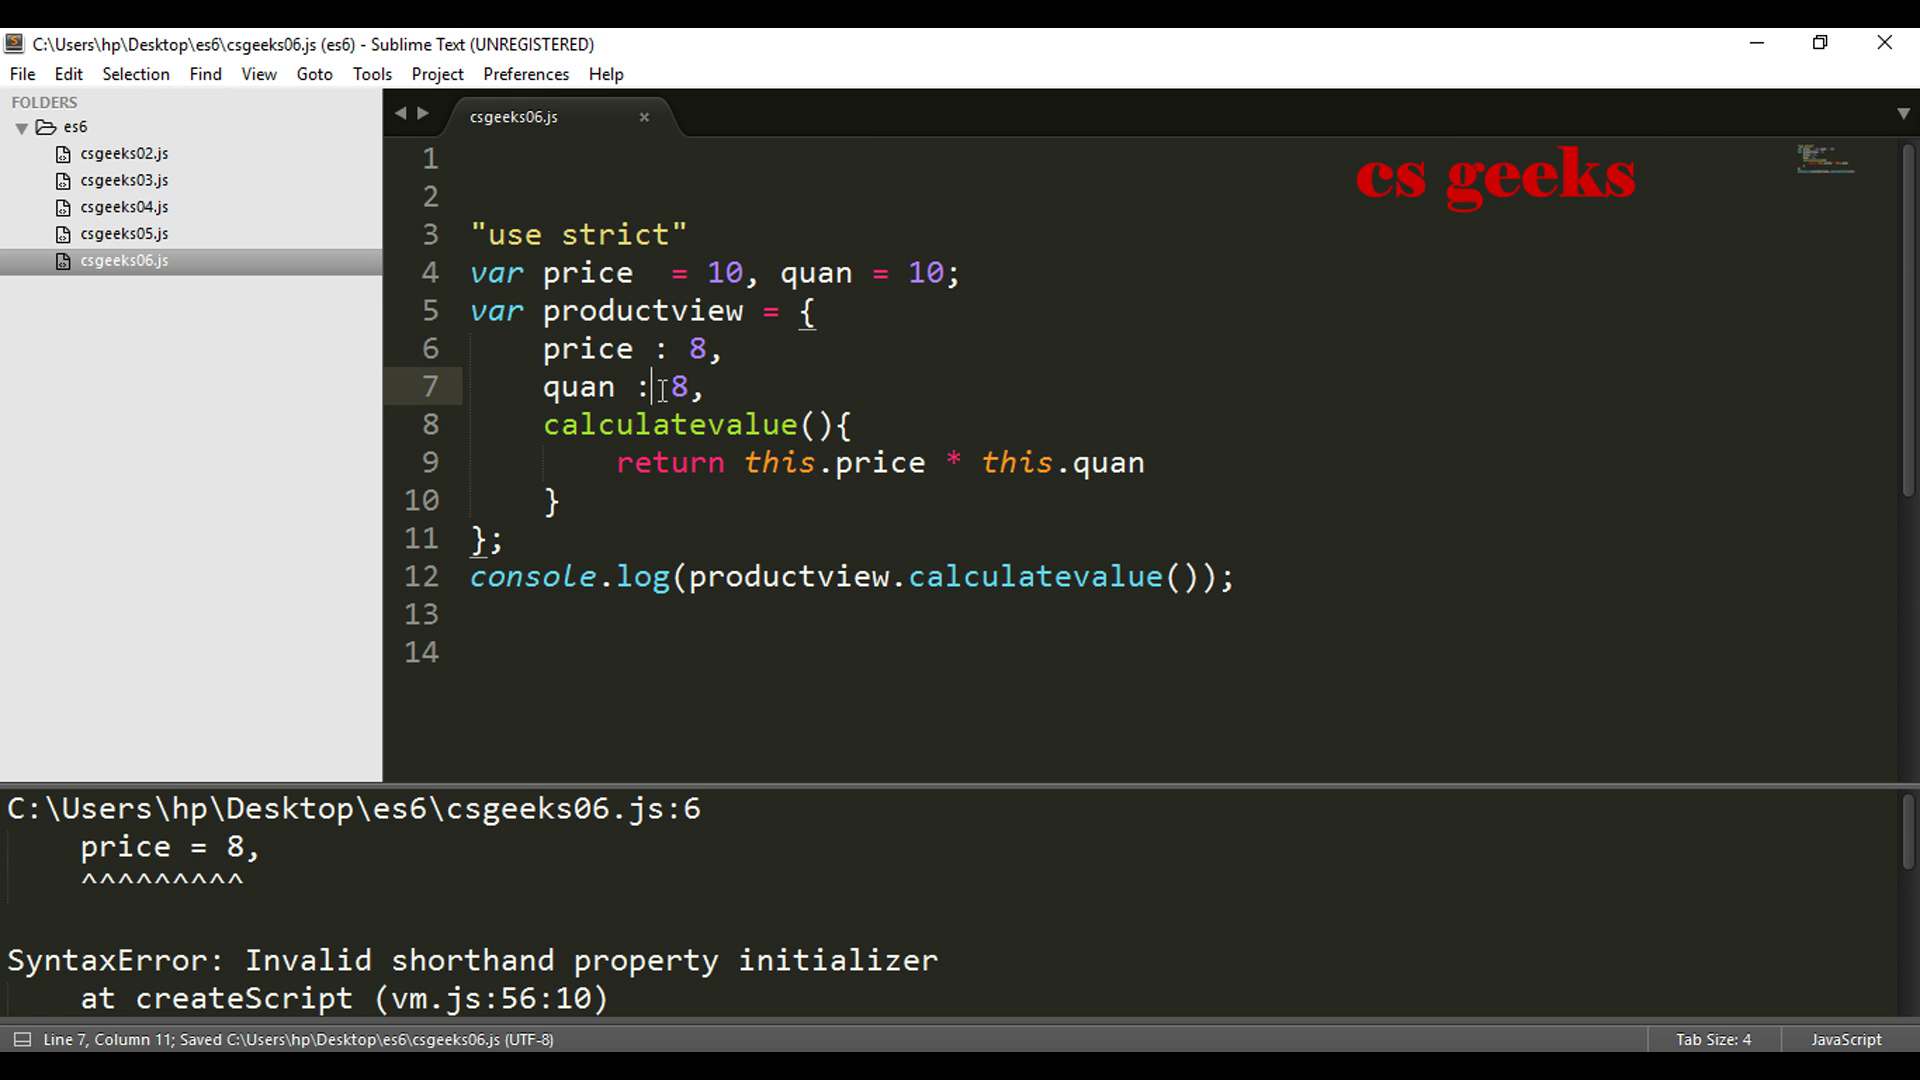 C:\Users\hp\Desktop\es6\csgeeks06.js (es6) - Sublime Text (UNREGISTERED)
File Edit Selection Find View Goto Tools Project Preferences Help
FOLDERS
es6
csgeeks02.js
csgeeks03.js
csgeeks04.js
csgeeks05.js
csgeeks06.js
csgeeks06.js
cs geeks
1
2
3 "use strict"
4 var price  = 10, quan = 10;
5 var productview = {
6     price : 8,
7     quan : 8,
8     calculatevalue(){
9         return this.price * this.quan
10     }
11 };
12 console.log(productview.calculatevalue());
13
14
C:\Users\hp\Desktop\es6\csgeeks06.js:6
    price = 8,
    ^^^^^^^^^
SyntaxError: Invalid shorthand property initializer
    at createScript (vm.js:56:10)
Line 7, Column 11; Saved C:\Users\hp\Desktop\es6\csgeeks06.js (UTF-8) Tab Size: 4 JavaScript